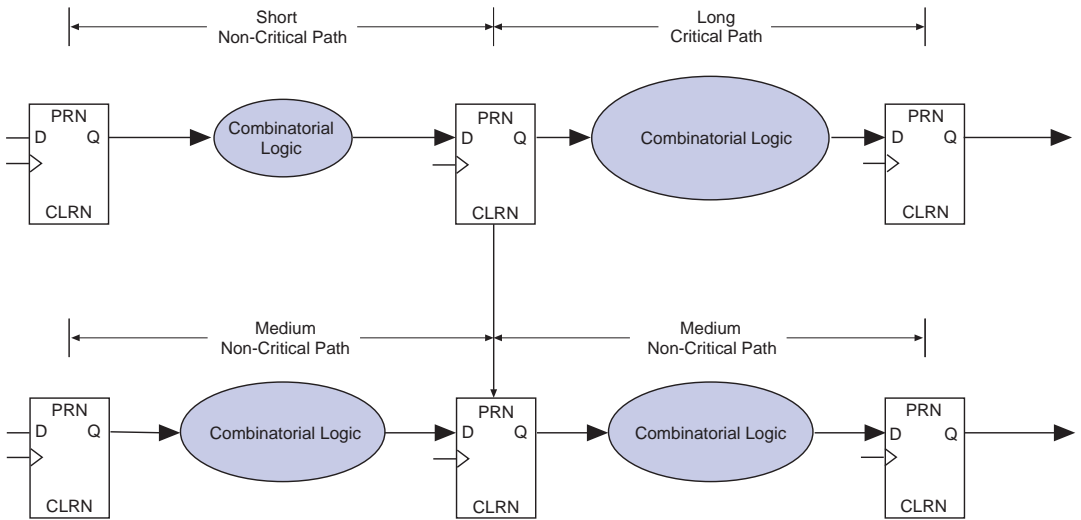 Short
Non-Critical Path
Long
Critical Path
PRN
D Q
CLRN
Combinatorial
Logic
PRN
D Q
CLRN
Combinatorial Logic
PRN
D Q
CLRN
Medium
Non-Critical Path
Medium
Non-Critical Path
PRN
D Q
CLRN
Combinatorial Logic
PRN
D Q
CLRN
Combinatorial Logic
PRN
D Q
CLRN